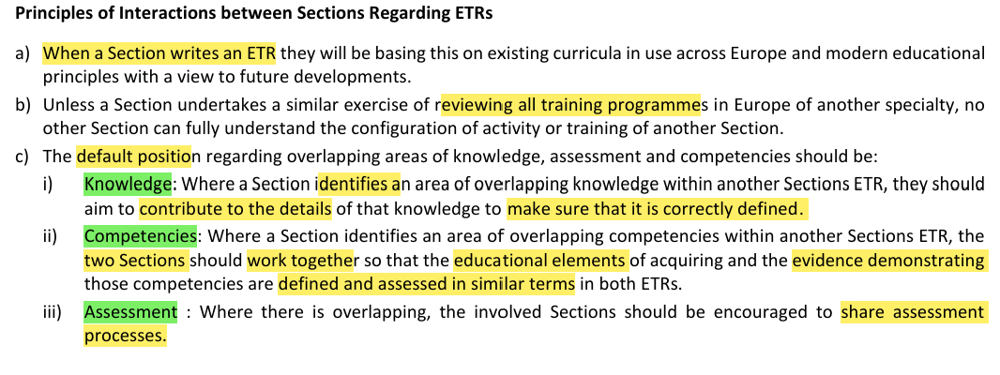 Principles of Interactions between Sections Regarding ETRs
a) When a Section writes an ETR they will be basing this on existing curricula in use across Europe and modern educational
principles with a view to future developments.
b) Unless a Section undertakes a similar exercise of reviewing all training programmes in Europe of another specialty, no
other Section can fully understand the configuration of activity or training of another Section.
c) The default position regarding overlapping areas of knowledge, assessment and competencies should be:
i) Knowledge: Where a Section identifies an area of overlapping knowledge within another Sections ETR, they should
aim to contribute to the details of that knowledge to make sure that it is correctly defined.
ii) Competencies: Where a Section identifies an area of overlapping competencies within another Sections ETR, the
two Sections should work together so that the educational elements of acquiring and the evidence demonstrating
those competencies are defined and assessed in similar terms in both ETRs.
iii) Assessment : Where there is overlapping, the involved Sections should be encouraged to share assessment
processes.